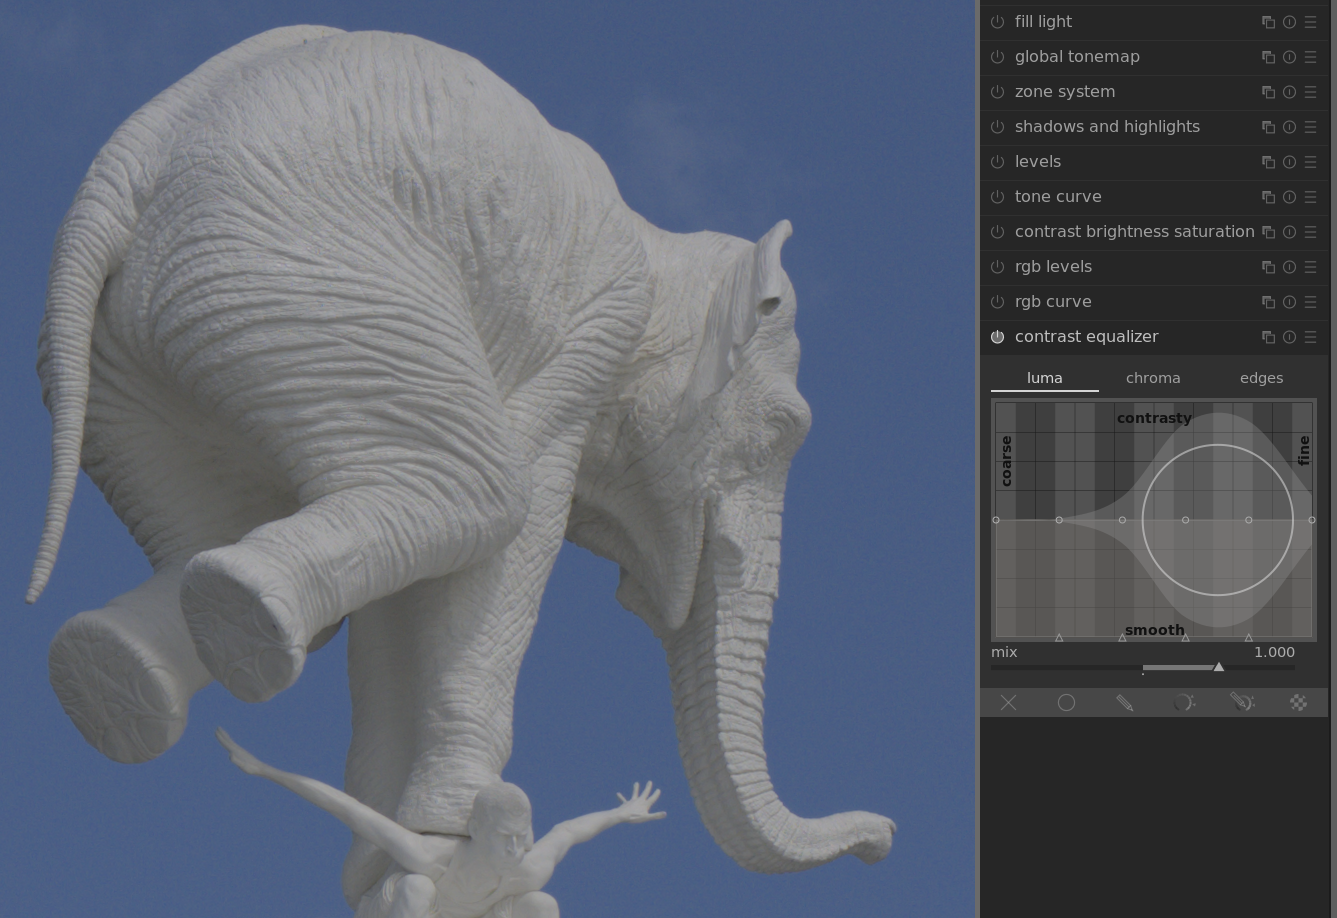 fill light
global tonemap
zone system
shadows and highlights
levels
tone curve
contrast brightness saturation
rgb levels
rgb curve
contrast equalizer
luma chroma edges
contrasty
coarse
fine
smooth
mix 1.000